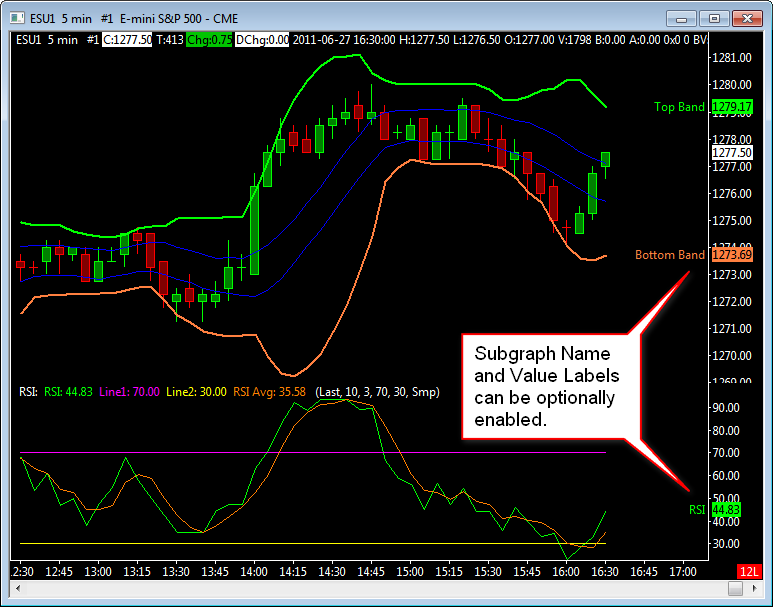 ESU1 5 min #1 E-mini S&P 500 - CME
ESU1 5 min #1 C:1277.50 T:413 Chg:0.75 DChg:0.00 2011-06-27 16:30:00 H:1277.50 L:1276.50 O:1277.00 V:1798 B:0.00 A:0.00 0x0 0 BV
1281.00
1280.00
Top Band 1279.17
1278.00
1277.50
1277.00
1276.00
1275.00
Bottom Band 1273.69
1273.00
1272.00
1271.00
1270.00
Subgraph Name
and Value Labels
can be optionally
enabled.
RSI: RSI: 44.83 Line1: 70.00 Line2: 30.00 RSI Avg: 35.58 (Last, 10, 3, 70, 30, Smp)
90.00
80.00
70.00
60.00
50.00
RSI 44.83
40.00
30.00
12:30 12:45 13:00 13:15 13:30 13:45 14:00 14:15 14:30 14:45 15:00 15:15 15:30 15:45 16:00 16:30 16:45 17:00 12L